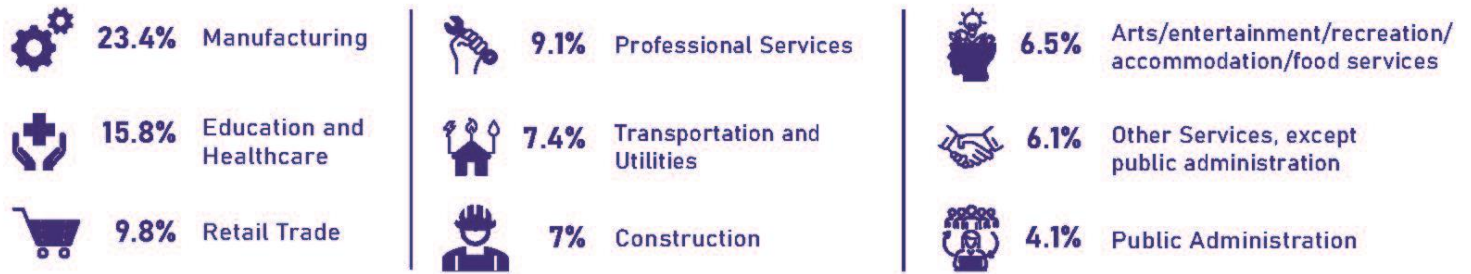 23.4% Manufacturing
15.8% Education and
Healthcare
9.8% Retail Trade
9.1% Professional Services
7.4% Transportation and
Utilities
7% Construction
6.5% Arts/entertainment/recreation/
accommodation/food services
6.1% Other Services, except
public administration
4.1% Public Administration